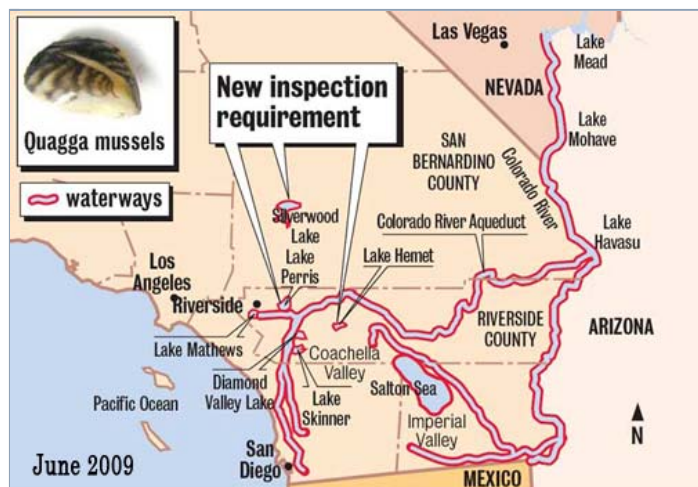 Quagga mussels
waterways
New inspection
requirement
Las Vegas
Lake
Mead
NEVADA
Lake
Mohave
SAN
BERNARDINO
COUNTY
Colorado River
Silverwood
Lake
Lake
Perris
Colorado River Aqueduct
Lake Hemet
Lake
Havasu
Los
Angeles
Riverside
RIVERSIDE
COUNTY
ARIZONA
Lake Mathews
Coachella
Valley
Diamond
Valley Lake
Lake
Skinner
Salton Sea
Pacific Ocean
Imperial
Valley
N
San
Diego
June 2009
MEXICO